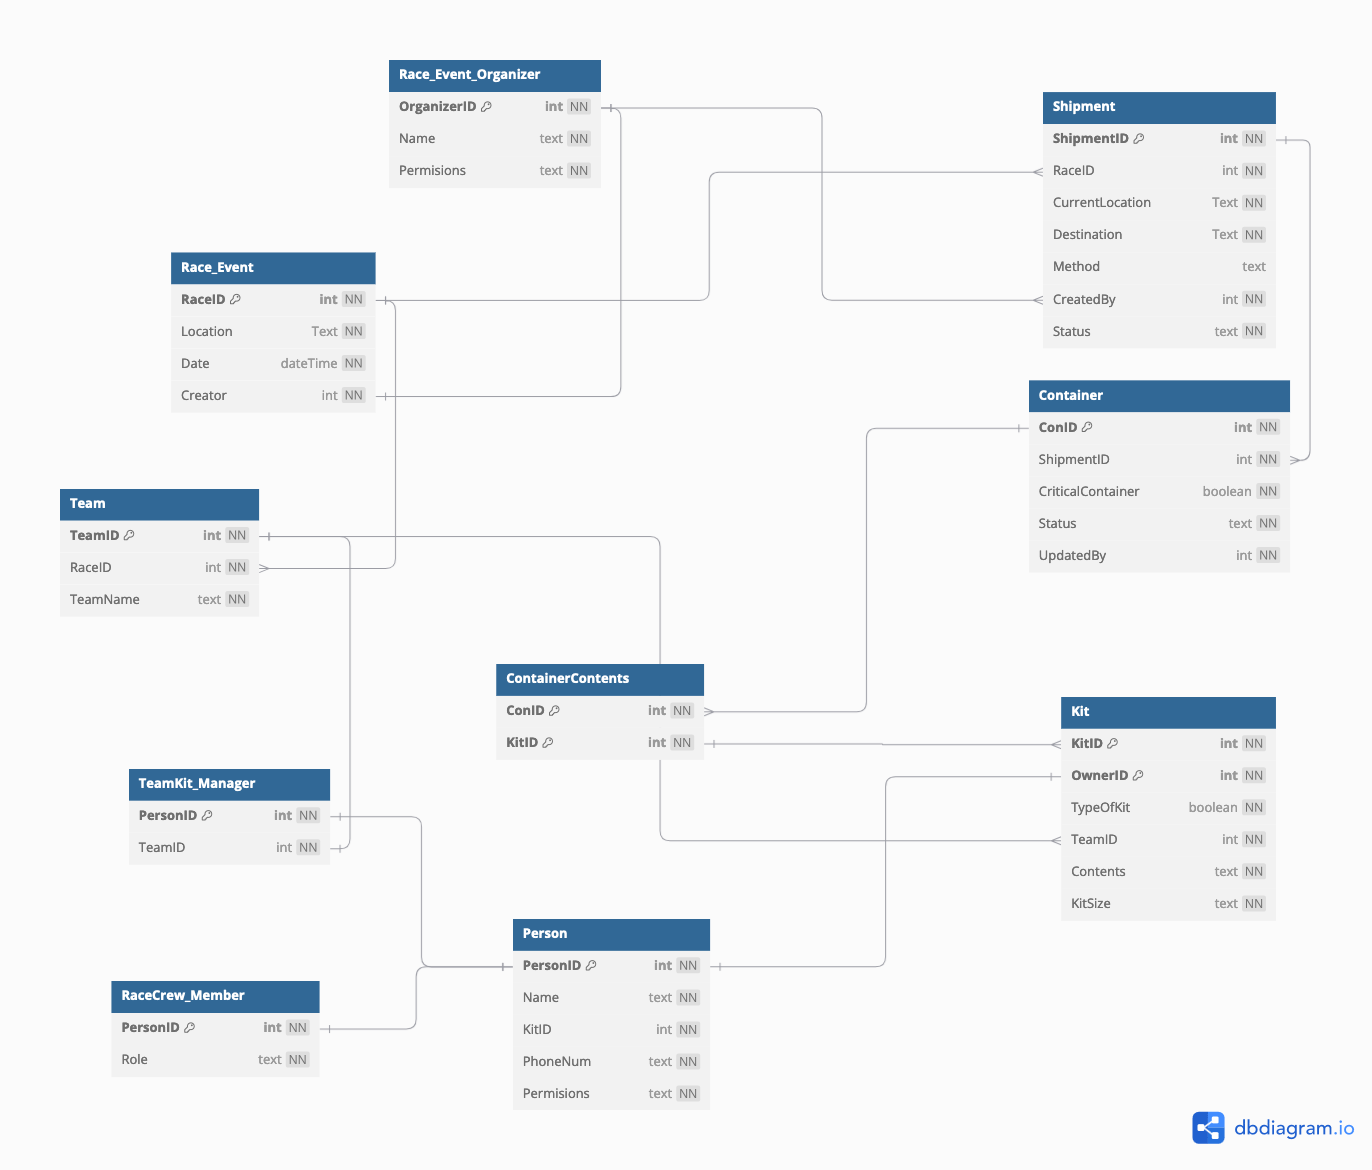 Race_Event_Organizer
OrganizerID int NN
Name text NN
Permisions text NN
Shipment
ShipmentID int NN
RaceID int NN
CurrentLocation Text NN
Destination Text NN
Method text
CreatedBy int NN
Status text NN
Race_Event
RaceID int NN
Location Text NN
Date dateTime NN
Creator int NN
Container
ConID int NN
ShipmentID int NN
CriticalContainer boolean NN
Status text NN
UpdatedBy int NN
Team
TeamID int NN
RaceID int NN
TeamName text NN
ContainerContents
ConID int NN
KitID int NN
Kit
KitID int NN
OwnerID int NN
TypeOfKit boolean NN
TeamID int NN
Contents text NN
KitSize text NN
TeamKit_Manager
PersonID int NN
TeamID int NN
Person
PersonID int NN
Name text NN
KitID int NN
PhoneNum text NN
Permisions text NN
RaceCrew_Member
PersonID int NN
Role text NN
dbdiagram.io